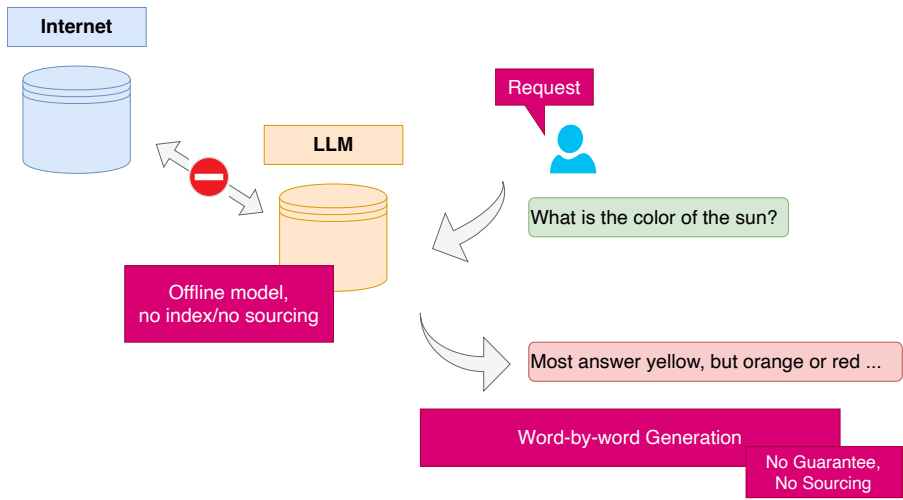 Internet
Request
LLM
What is the color of the sun?
Offline model,
no index/no sourcing
Most answer yellow, but orange or red ...
Word-by-word Generation
No Guarantee,
No Sourcing